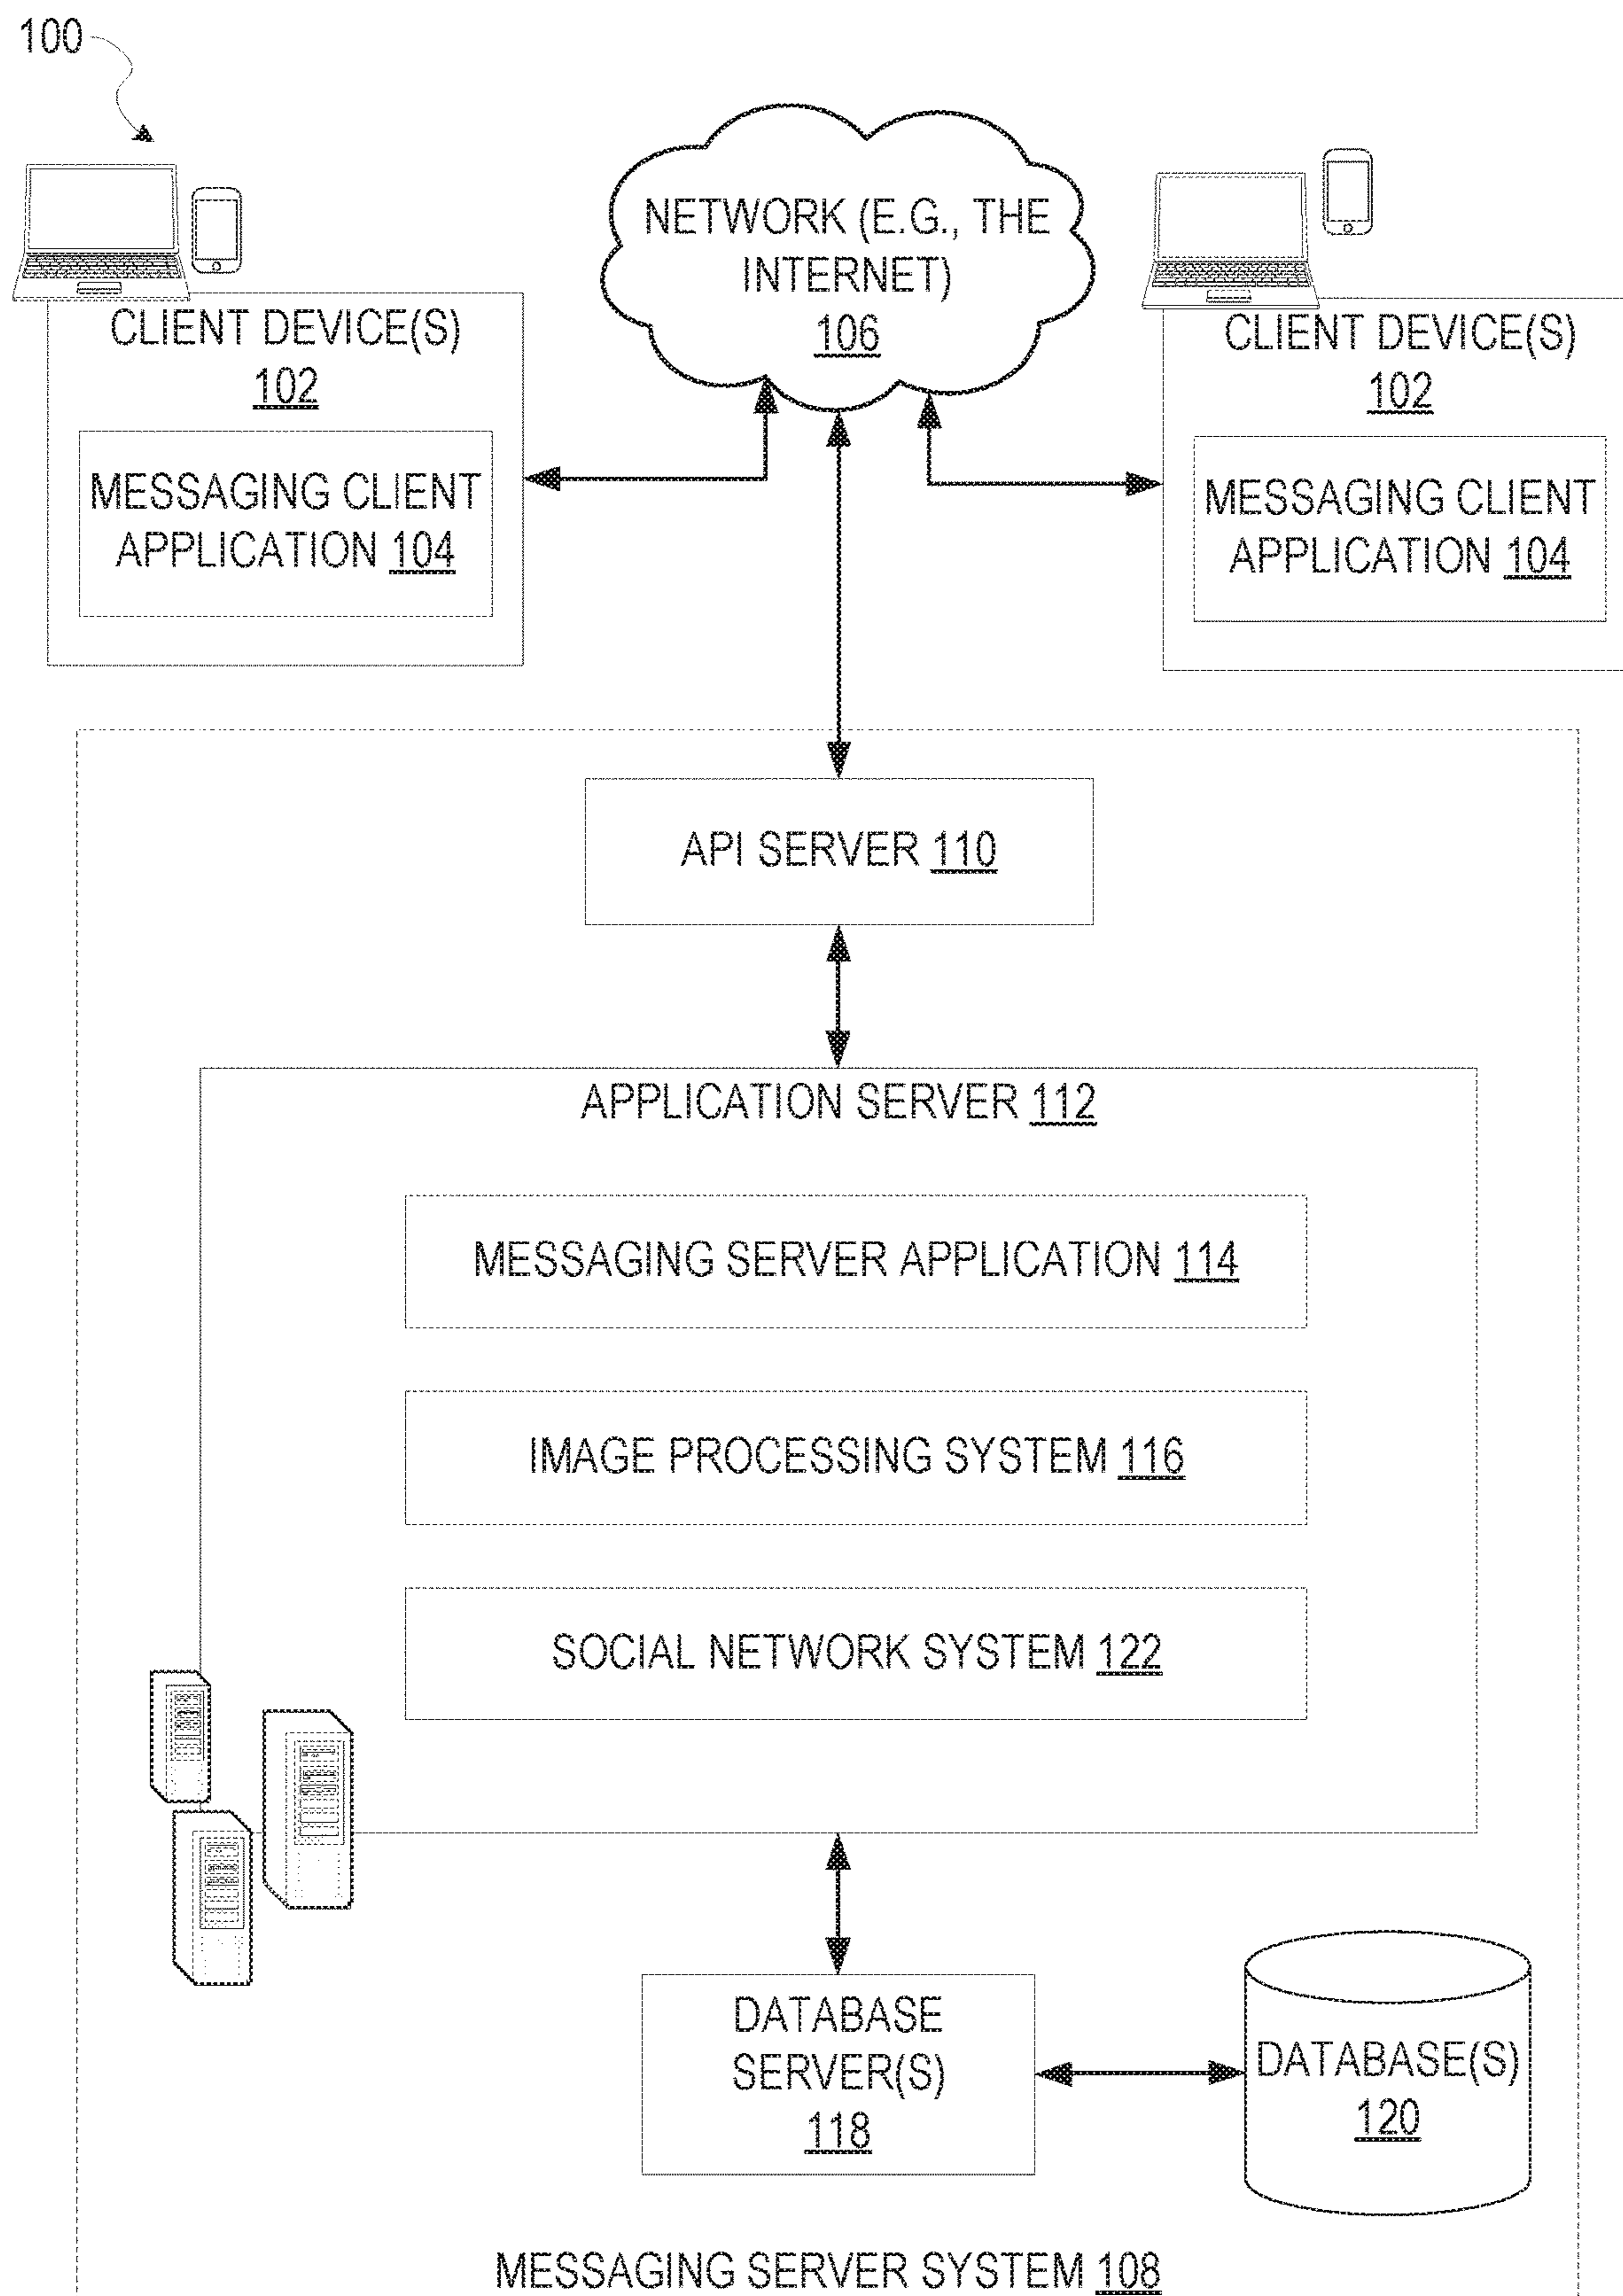 100
NETWORK (E.G., THE
INTERNET)
106
CLIENT DEVICE(S)
102
MESSAGING CLIENT
APPLICATION 104
CLIENT DEVICE(S)
102
MESSAGING CLIENT
APPLICATION 104
API SERVER 110
APPLICATION SERVER 112
MESSAGING SERVER APPLICATION 114
IMAGE PROCESSING SYSTEM 116
SOCIAL NETWORK SYSTEM 122
DATABASE
SERVER(S)
118
DATABASE(S)
120
MESSAGING SERVER SYSTEM 108